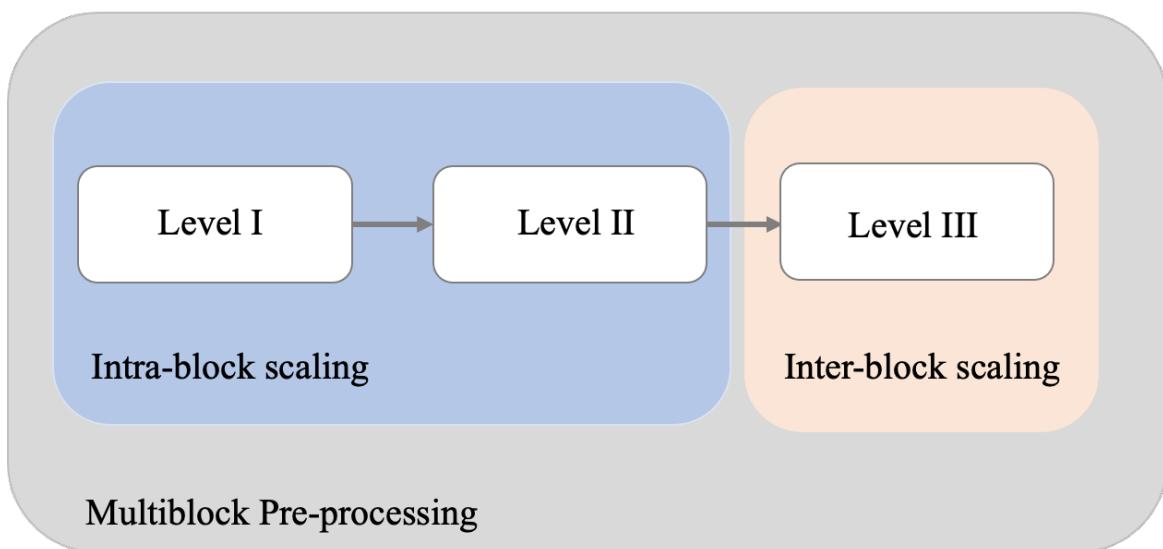 Level I
Level II
Level III
Intra-block scaling
Inter-block scaling
Multiblock Pre-processing